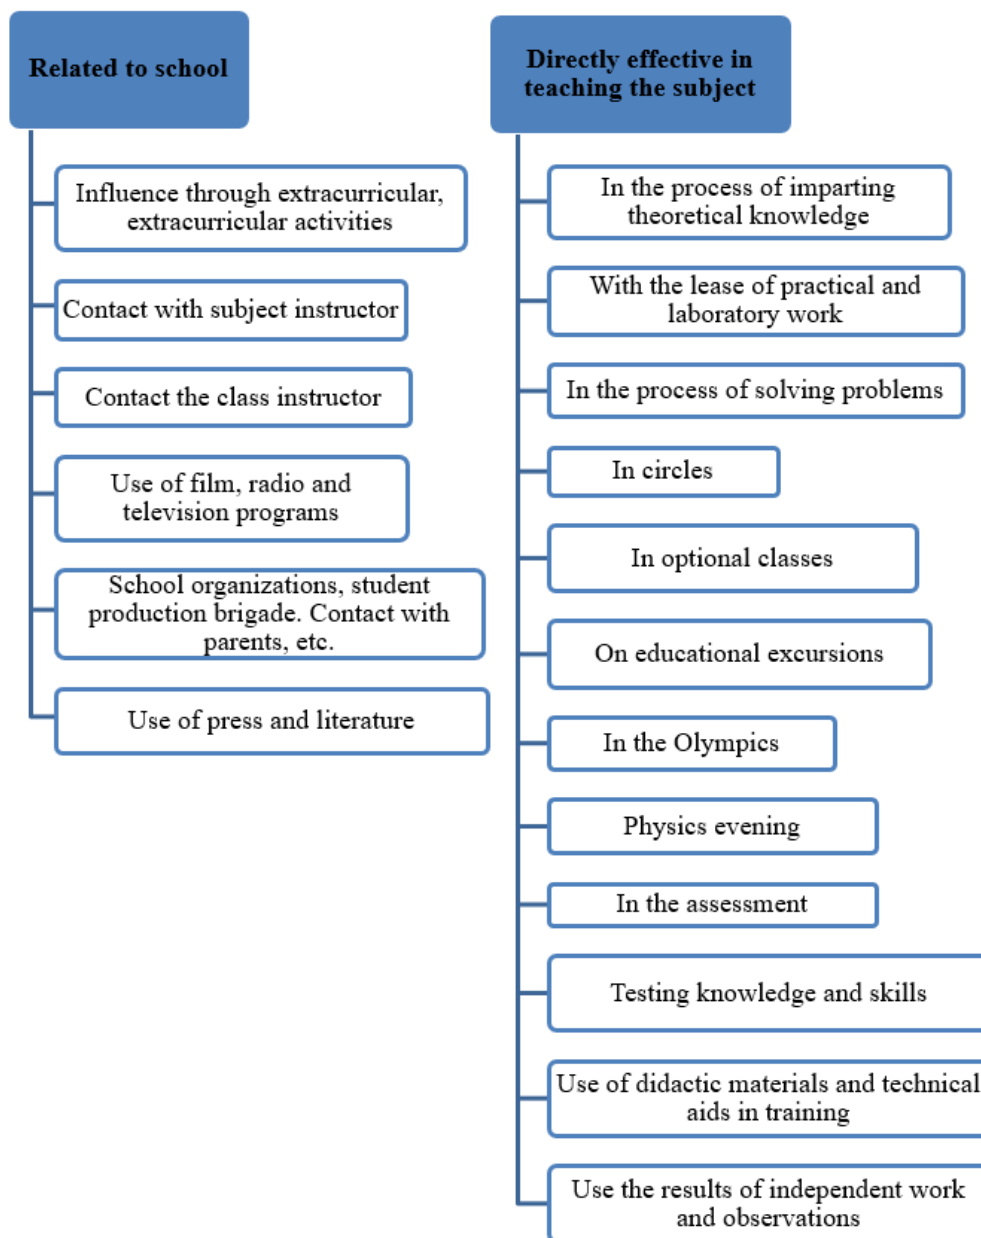 Related to school
Influence through extracurricular,
extracurricular activities
Contact with subject instructor
Contact the class instructor
Use of film, radio and
television programs
School organizations, student
production brigade. Contact with
parents, etc.
Use of press and literature
Directly effective in
teaching the subject
In the process of imparting
theoretical knowledge
With the lease of practical and
laboratory work
In the process of solving problems
In circles
In optional classes
On educational excursions
In the Olympics
Physics evening
In the assessment
Testing knowledge and skills
Use of didactic materials and technical
aids in training
Use the results of independent work
and observations